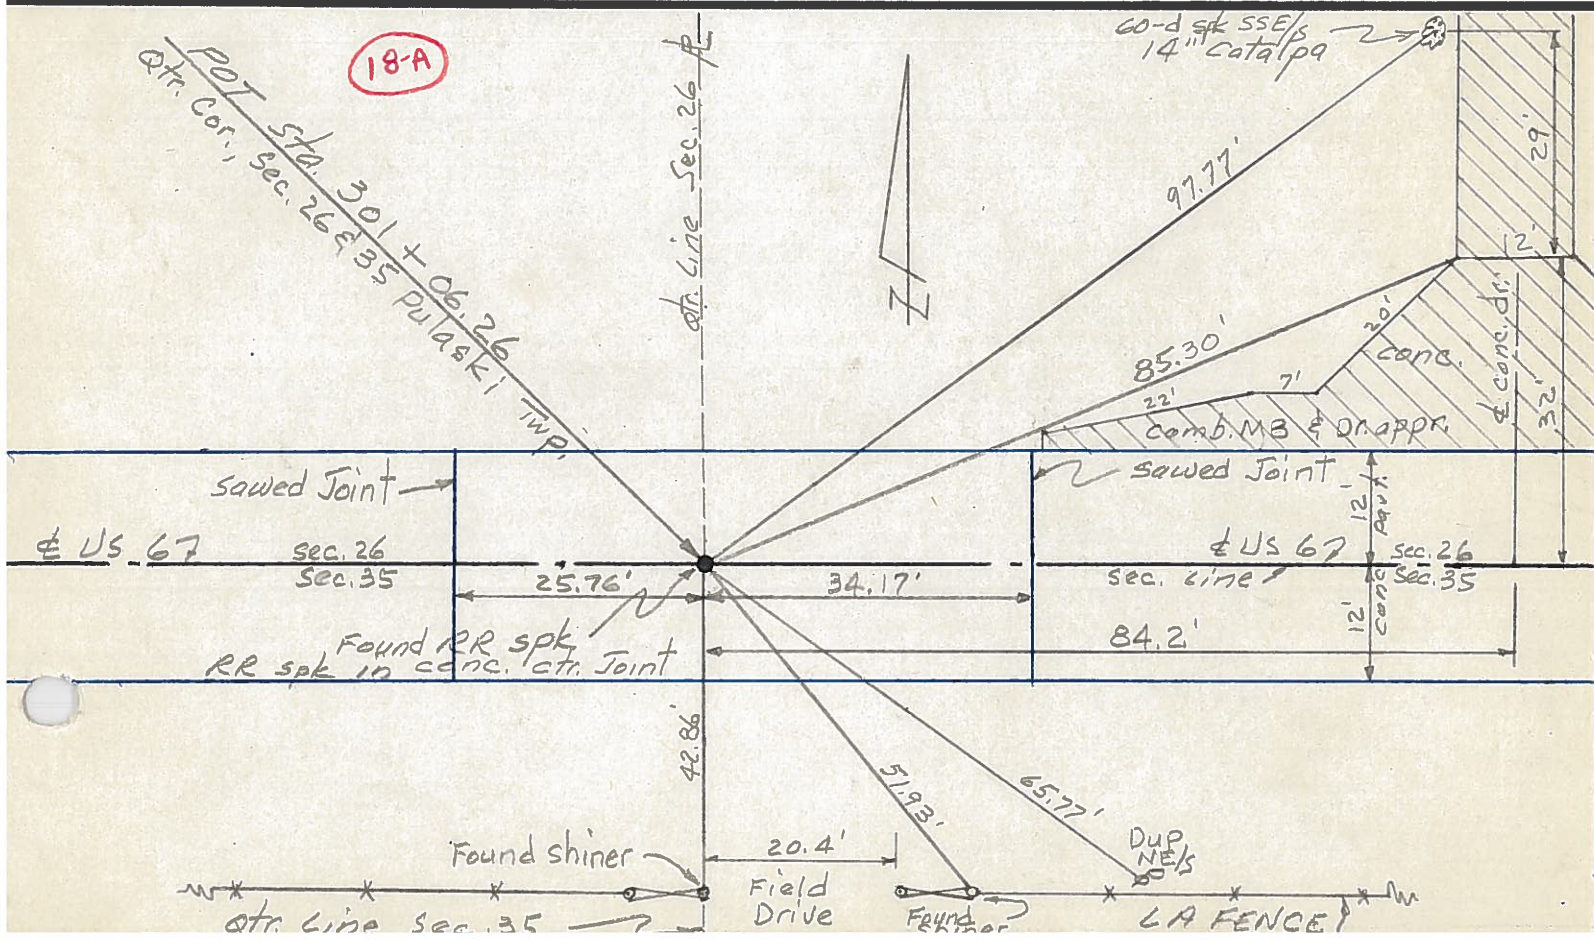 18-A
60-d spk SSE/s
14" Catalpa
POT Sta. 301 + 06.26
Qtr. Cor., Sec. 26 & 35 Pulaski Twp.
Qtr. Line Sec. 26 ⅊
N
97.77'
29'
12'
85.30'
20'
conc.
℄ conc. dr.
32'
22'
7'
comb. MB & Dr. appr.
sawed Joint
sawed Joint
12'
pavt.
℄ US 67
sec. 26
Sec. 35
25.76'
34.17'
℄ US 67
sec. Line
sec. 26
Sec. 35
12'
conc
Found RR spk
RR spk in conc. ctr. Joint
84.2'
42.86'
51.93'
65.77'
Found shiner
20.4'
Field
Drive
Dup
NE/s
Found
shiner
LA FENCE
Qtr. Line Sec. 35